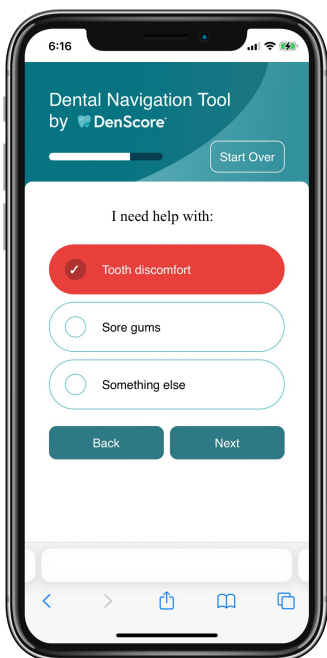 6:16
Dental Navigation Tool
by DenScore
Start Over
I need help with:
Tooth discomfort
Sore gums
Something else
Back Next